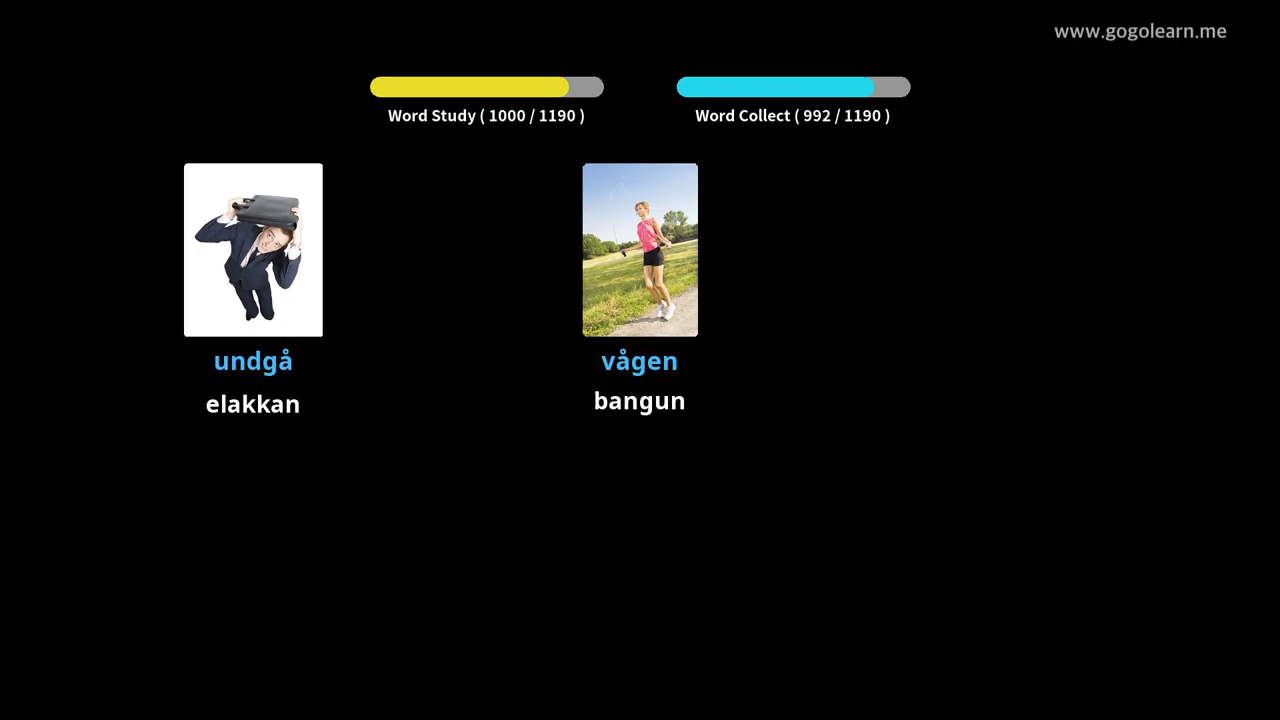 www.gogolearn.me
Word Study ( 1000 / 1190 )
Word Collect ( 992 / 1190 )
undgå
vågen
elakkan
bangun